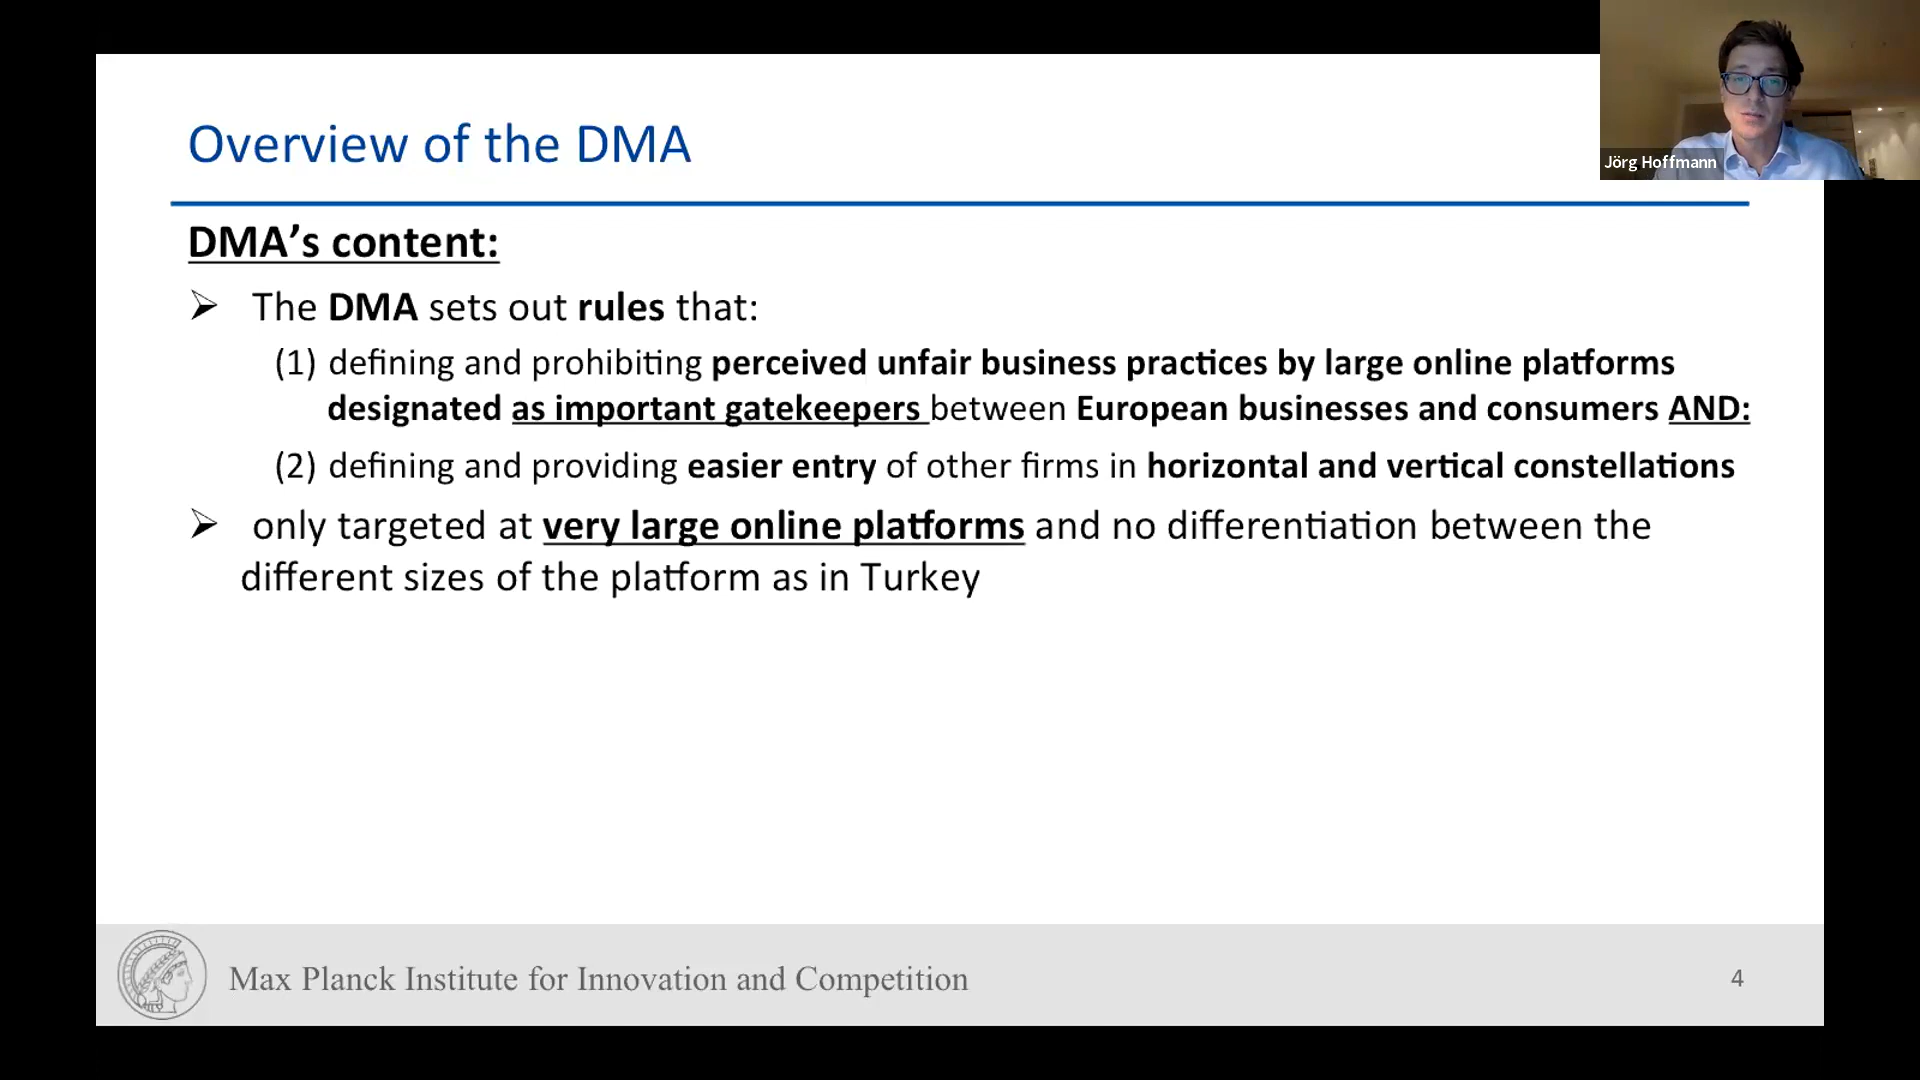 Overview of the DMA
Jörg Hoffmann
DMA’s content:
➢ The DMA sets out rules that:
(1) defining and prohibiting perceived unfair business practices by large online platforms
designated as important gatekeepers between European businesses and consumers AND:
(2) defining and providing easier entry of other firms in horizontal and vertical constellations
➢ only targeted at very large online platforms and no differentiation between the
different sizes of the platform as in Turkey
Max Planck Institute for Innovation and Competition
4